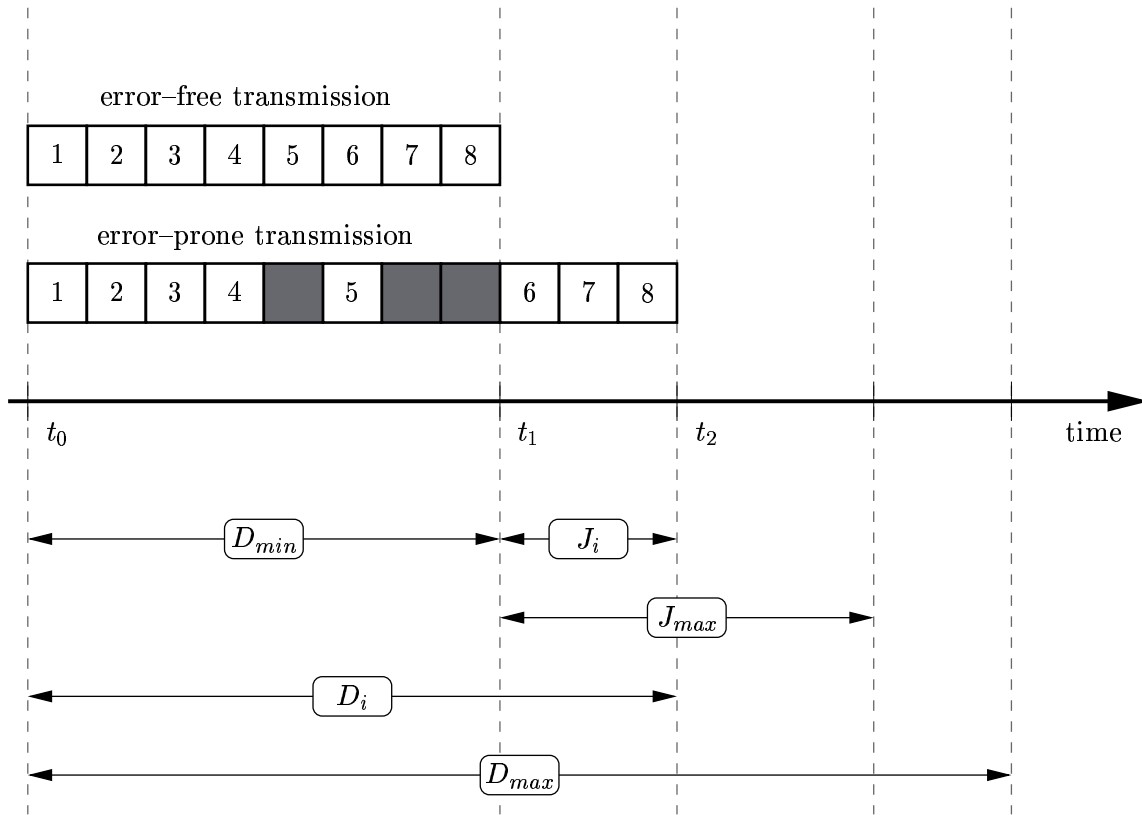 error–free transmission
1 2 3 4 5 6 7 8
error–prone transmission
1 2 3 4 5 6 7 8
t0 t1 t2 time
Dmin Ji
Jmax
Di
Dmax